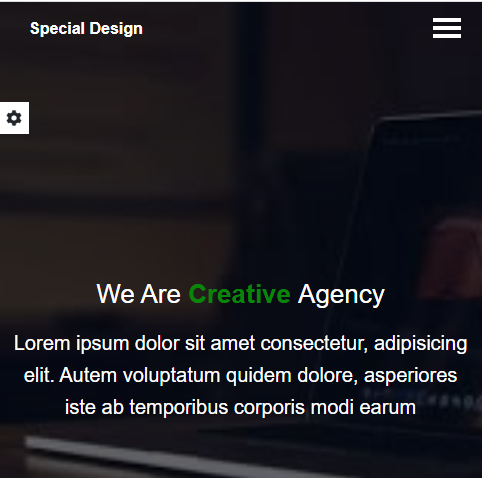 Special Design
We Are Creative Agency
Lorem ipsum dolor sit amet consectetur, adipisicing
elit. Autem voluptatum quidem dolore, asperiores
iste ab temporibus corporis modi earum